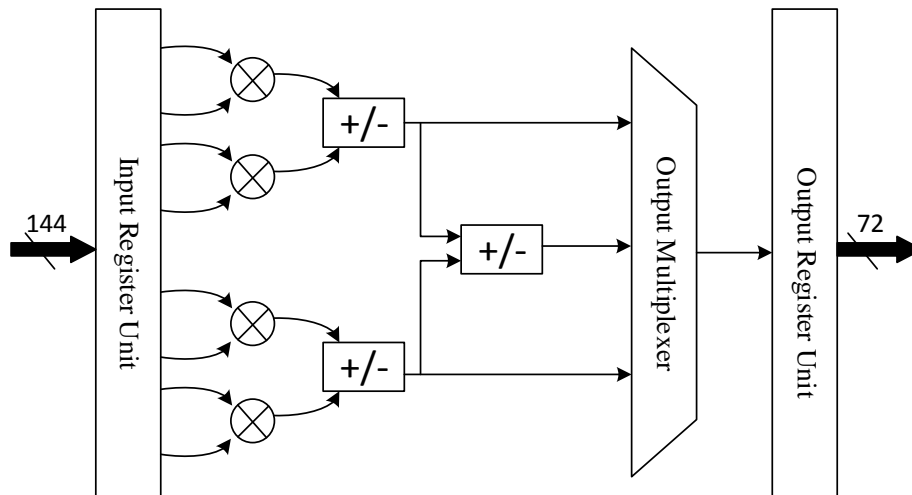 144
Input Register Unit
+/-
+/-
+/-
Output Multiplexer
Output Register Unit
72